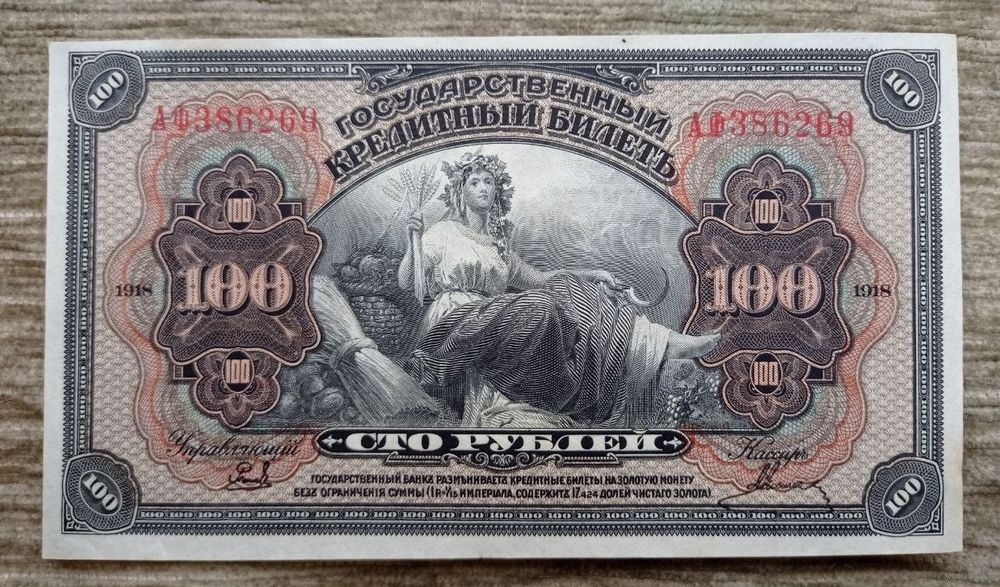 100 100
ГОСУДАРСТВЕННЫЙ
КРЕДИТНЫЙ БИЛЕТЪ
АФ386269 АФ386269
100 100
1918 100 100 1918
100 100
СТО РУБЛЕЙ
Управляющий Кассиръ
ГОСУДАРСТВЕННЫЙ БАНКЪ РАЗМѢНИВАЕТЪ КРЕДИТНЫЕ БИЛЕТЫ НА ЗОЛОТУЮ МОНЕТУ
БЕЗЪ ОГРАНИЧЕНІЯ СУММЫ (1 Р.=1/15 ИМПЕРІАЛА, СОДЕРЖИТЪ 17,424 ДОЛЕЙ ЧИСТАГО ЗОЛОТА).
100 100